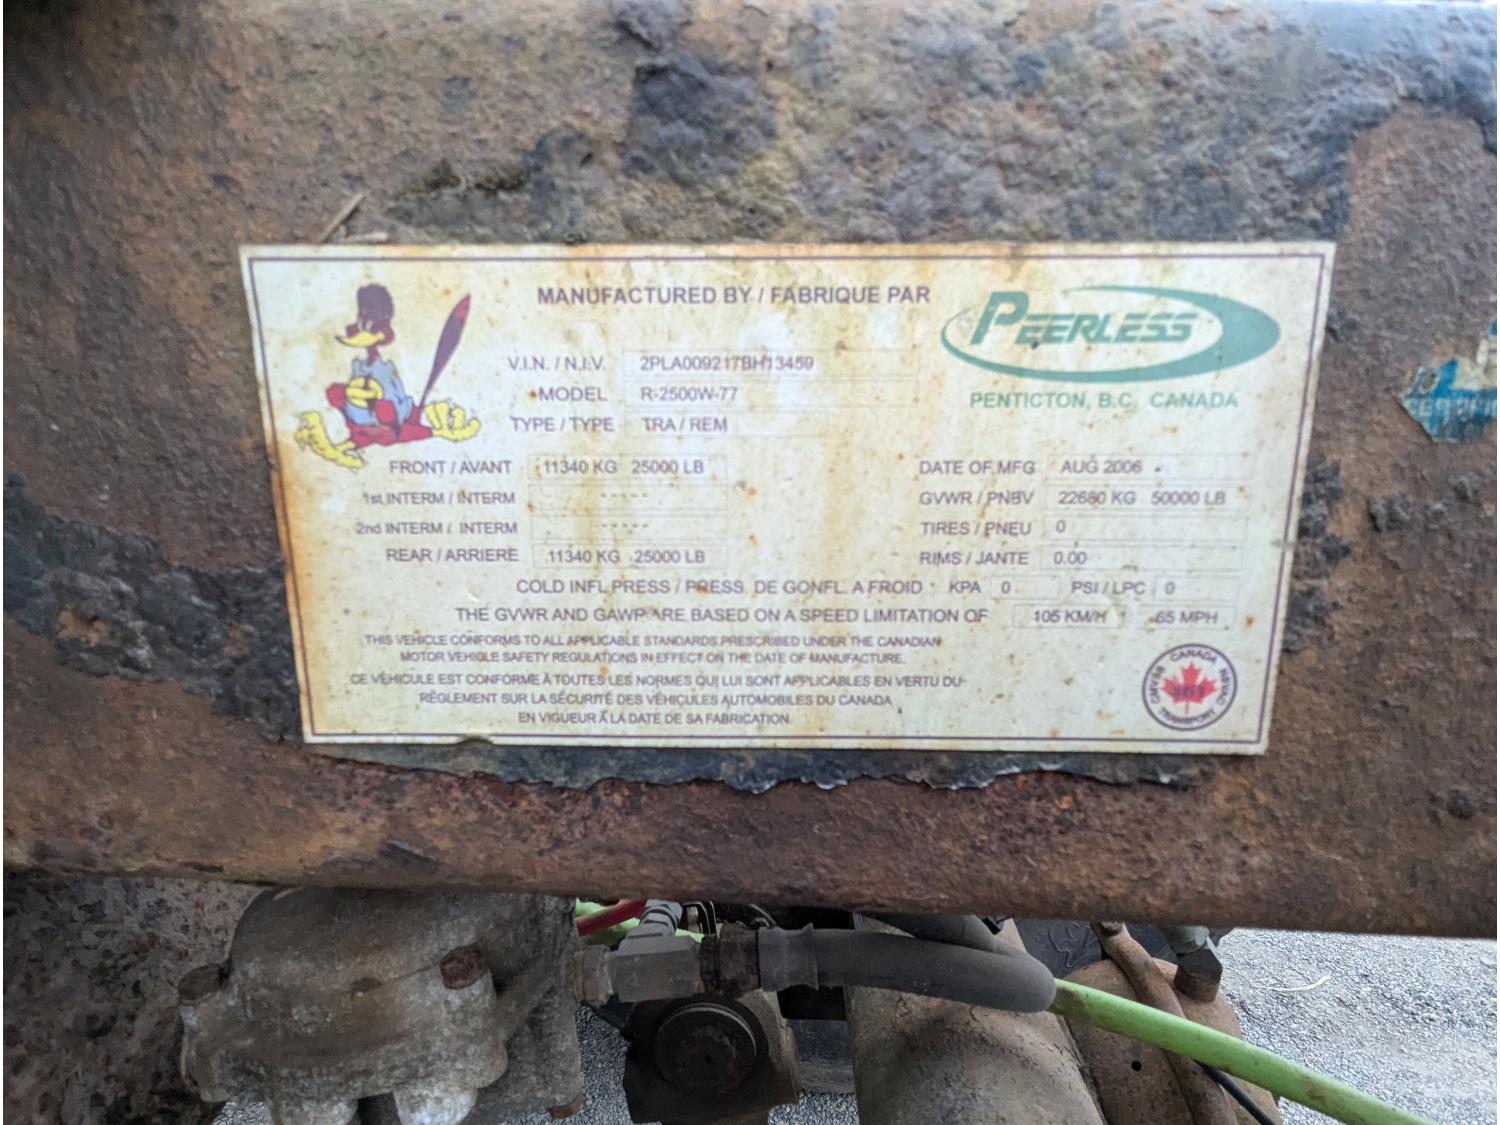 MANUFACTURED BY / FABRIQUE PAR
PEERLESS
PENTICTON, B.C. CANADA
V.I.N. / N.I.V. 2PLA009217BH13459
MODEL R-2500W-77
TYPE / TYPE TRA / REM
FRONT / AVANT 11340 KG 25000 LB
DATE OF MFG AUG 2006
1st INTERM / INTERM - - - - -
GVWR / PNBV 22680 KG 50000 LB
2nd INTERM / INTERM - - - - -
TIRES / PNEU 0
REAR / ARRIERE 11340 KG 25000 LB
RIMS / JANTE 0.00
COLD INFL PRESS / PRESS. DE GONFL. A FROID KPA 0 PSI / LPC 0
THE GVWR AND GAWP ARE BASED ON A SPEED LIMITATION OF 105 KM/H 65 MPH
THIS VEHICLE CONFORMS TO ALL APPLICABLE STANDARDS PRESCRIBED UNDER THE CANADIAN
MOTOR VEHICLE SAFETY REGULATIONS IN EFFECT ON THE DATE OF MANUFACTURE.
CE VÉHICULE EST CONFORME À TOUTES LES NORMES QUI LUI SONT APPLICABLES EN VERTU DU
RÈGLEMENT SUR LA SÉCURITÉ DES VÉHICULES AUTOMOBILES DU CANADA
EN VIGUEUR À LA DATE DE SA FABRICATION.
CANADA
TRANSPORT